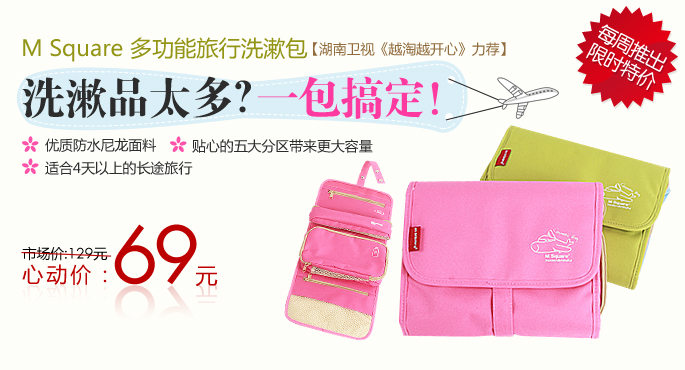 M Square 多功能旅行洗漱包【湖南卫视《越淘越开心》力荐】
每周推出
限时特价
洗漱品太多?一包搞定!
优质防水尼龙面料 贴心的五大分区带来更大容量
适合4天以上的长途旅行
市场价:129元
心动价:69元
M Square
M Square